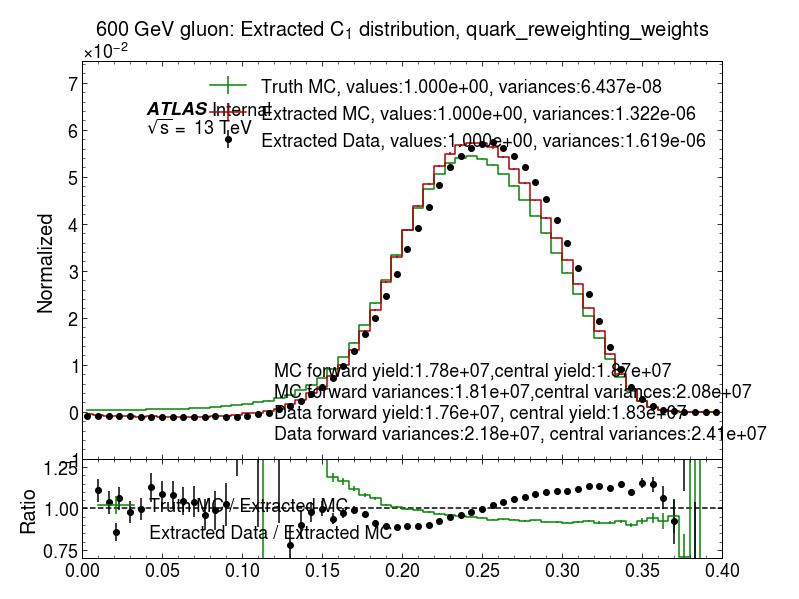 600 GeV gluon: Extracted C₁ distribution, quark_reweighting_weights
×10⁻²
Truth MC, values:1.000e+00, variances:6.437e-08
ATLAS Internal
Extracted MC, values:1.000e+00, variances:1.322e-06
√s = 13 TeV
Extracted Data, values:1.000e+00, variances:1.619e-06
Normalized
7
6
5
4
3
2
1
0
1
MC forward yield:1.78e+07,central yield:1.87e+07
MC forward variances:1.81e+07,central variances:2.08e+07
Data forward yield:1.76e+07, central yield:1.83e+07
Data forward variances:2.18e+07, central variances:2.41e+07
Ratio
1.25
1.00
0.75
Truth MC / Extracted MC
Extracted Data / Extracted MC
0.00 0.05 0.10 0.15 0.20 0.25 0.30 0.35 0.40